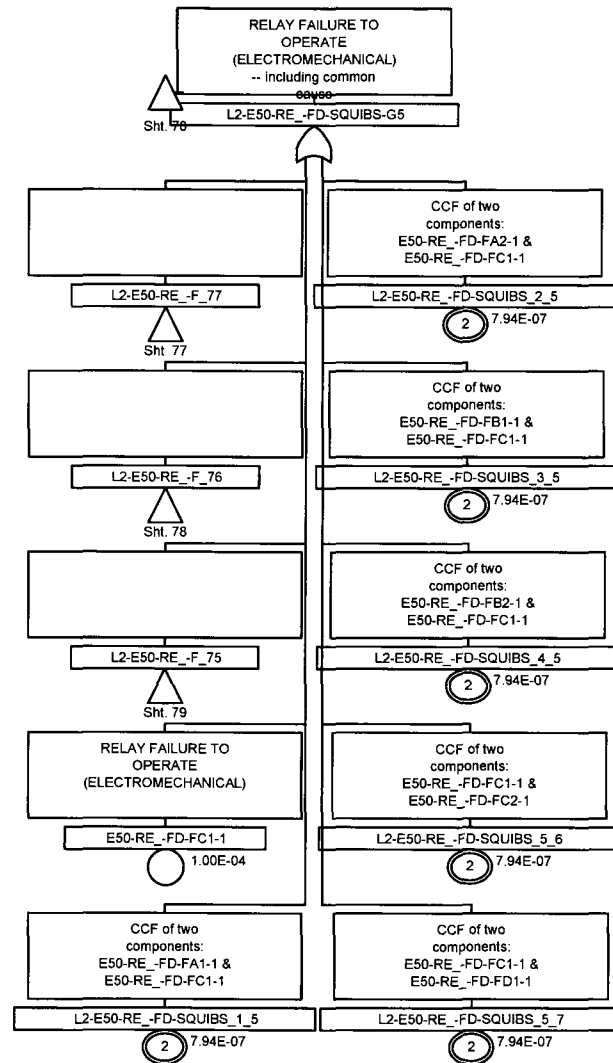 RELAY FAILURE TO
OPERATE
(ELECTROMECHANICAL)
-- including common
cause
L2-E50-RE_-FD-SQUIBS-G5
Sht. 70
L2-E50-RE_-F_77
Sht 77
CCF of two
components:
E50-RE_-FD-FA2-1 &
E50-RE_-FD-FC1-1
L2-E50-RE_-FD-SQUIBS_2_5
2
7.94E-07
L2-E50-RE_-F_76
Sht. 78
CCF of two
components:
E50-RE_-FD-FB1-1 &
E50-RE_-FD-FC1-1
L2-E50-RE_-FD-SQUIBS_3_5
2
7.94E-07
L2-E50-RE_-F_75
Sht. 79
CCF of two
components:
E50-RE_-FD-FB2-1 &
E50-RE_-FD-FC1-1
L2-E50-RE_-FD-SQUIBS_4_5
2
7.94E-07
RELAY FAILURE TO
OPERATE
(ELECTROMECHANICAL)
E50-RE_-FD-FC1-1
1.00E-04
CCF of two
components:
E50-RE_-FD-FC1-1 &
E50-RE_-FD-FC2-1
L2-E50-RE_-FD-SQUIBS_5_6
2
7.94E-07
CCF of two
components:
E50-RE_-FD-FA1-1 &
E50-RE_-FD-FC1-1
L2-E50-RE_-FD-SQUIBS_1_5
2
7.94E-07
CCF of two
components:
E50-RE_-FD-FC1-1 &
E50-RE_-FD-FD1-1
L2-E50-RE_-FD-SQUIBS_5_7
2
7.94E-07